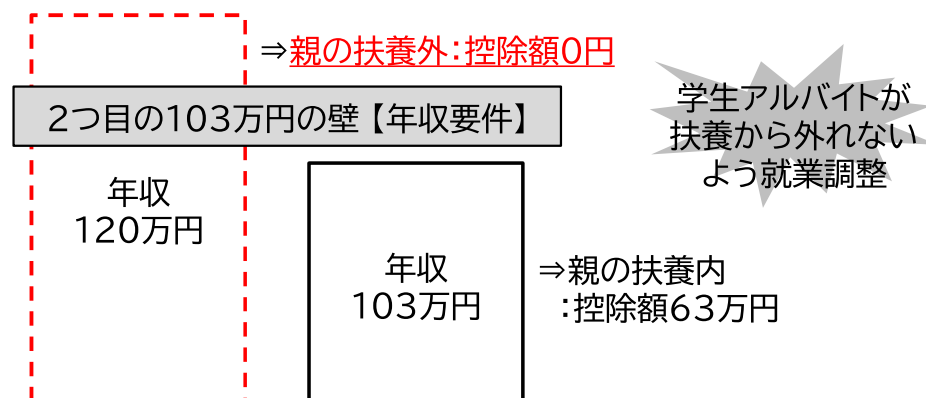 ⇒親の扶養外：控除額０円
２つ目の１０３万円の壁【年収要件】
学生アルバイトが
扶養から外れない
よう就業調整
年収
１２０万円
年収
１０３万円
⇒親の扶養内
：控除額６３万円